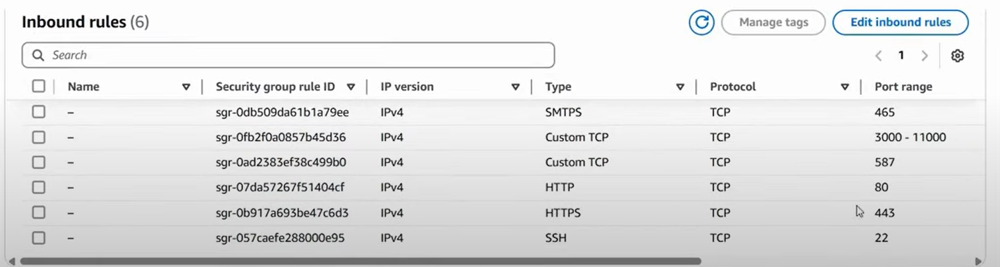 Inbound rules (6) Manage tags Edit inbound rules
Search 1
Name Security group rule ID IP version Type Protocol Port range
– sgr-0db509da61b1a79ee IPv4 SMTPS TCP 465
– sgr-0fb2f0a0857b45d36 IPv4 Custom TCP TCP 3000 - 11000
– sgr-0ad2383ef38c499b0 IPv4 Custom TCP TCP 587
– sgr-07da57267f51404cf IPv4 HTTP TCP 80
– sgr-0b917a693be47c6d3 IPv4 HTTPS TCP 443
– sgr-057caefe288000e95 IPv4 SSH TCP 22